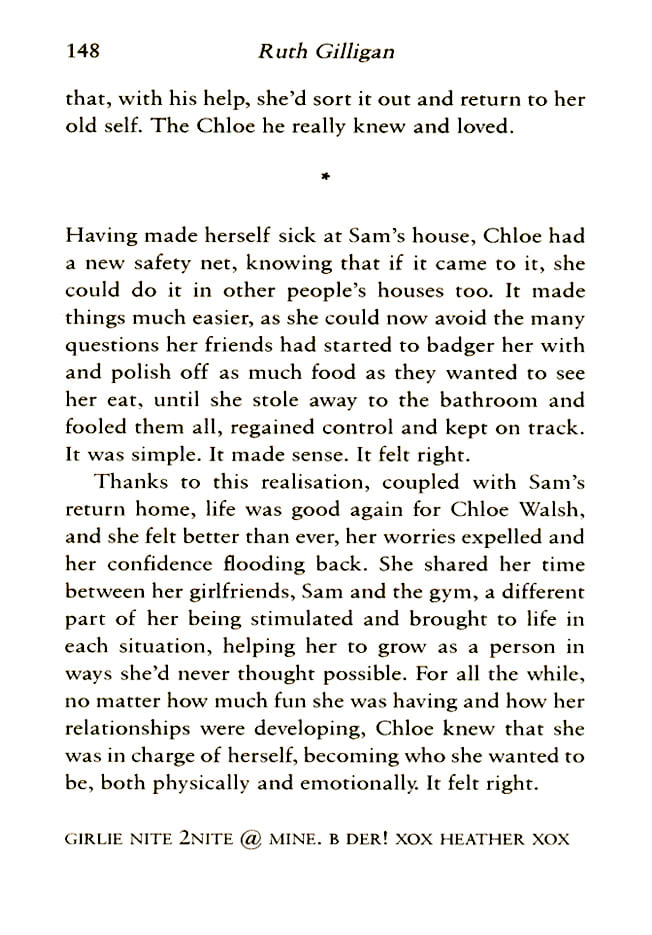 148 Ruth Gilligan
that, with his help, she'd sort it out and return to her
old self. The Chloe he really knew and loved.
*
Having made herself sick at Sam's house, Chloe had
a new safety net, knowing that if it came to it, she
could do it in other people's houses too. It made
things much easier, as she could now avoid the many
questions her friends had started to badger her with
and polish off as much food as they wanted to see
her eat, until she stole away to the bathroom and
fooled them all, regained control and kept on track.
It was simple. It made sense. It felt right.
Thanks to this realisation, coupled with Sam's
return home, life was good again for Chloe Walsh,
and she felt better than ever, her worries expelled and
her confidence flooding back. She shared her time
between her girlfriends, Sam and the gym, a different
part of her being stimulated and brought to life in
each situation, helping her to grow as a person in
ways she'd never thought possible. For all the while,
no matter how much fun she was having and how her
relationships were developing, Chloe knew that she
was in charge of herself, becoming who she wanted to
be, both physically and emotionally. It felt right.
GIRLIE NITE 2NITE @ MINE. B DER! XOX HEATHER XOX